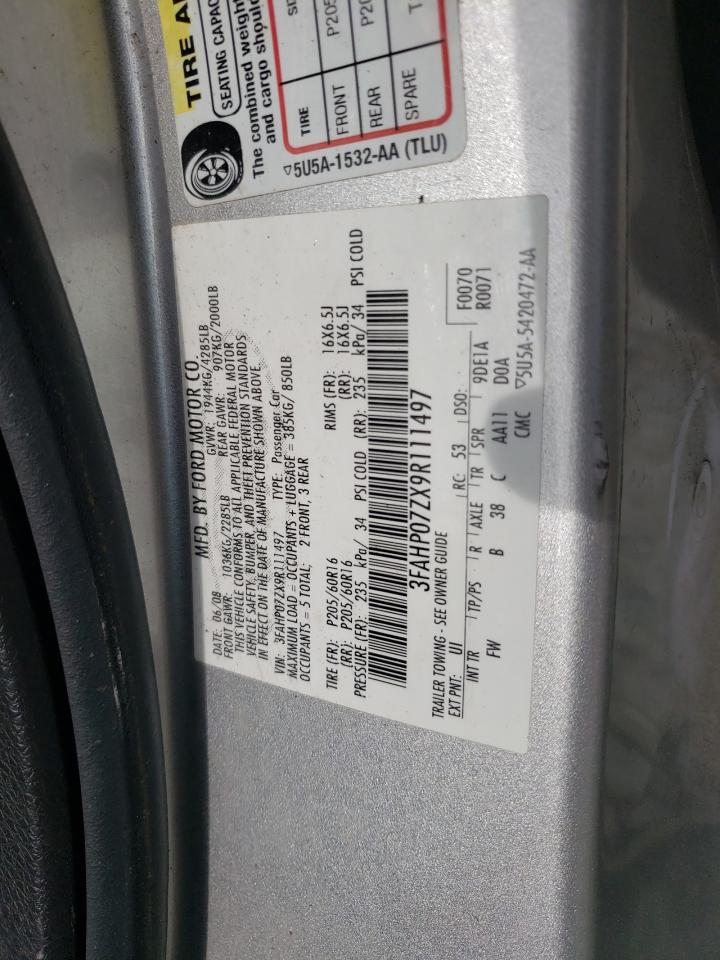 TIRE
SEATING CAPAC
The combined weight
and cargo shoul
TIRE
FRONT P205
REAR P20
SPARE T
▽5U5A-1532-AA (TLU)
MFD. BY FORD MOTOR CO.
DATE: 06/08 GVWR: 1944KG/4285LB
FRONT GAWR: 1036KG/2285LB REAR GAWR: 907KG/2000LB
THIS VEHICLE CONFORMS TO ALL APPLICABLE FEDERAL MOTOR
VEHICLE SAFETY, BUMPER, AND THEFT PREVENTION STANDARDS
IN EFFECT ON THE DATE OF MANUFACTURE SHOWN ABOVE.
VIN: 3FAHP07ZX9R111497 TYPE: Passenger Car
MAXIMUM LOAD = OCCUPANTS + LUGGAGE = 385KG/ 850LB
OCCUPANTS = 5 TOTAL; 2 FRONT, 3 REAR
TIRE (FR): P205/60R16 RIMS (FR): 16X6.5J
(RR): P205/60R16 (RR): 16X6.5J
PRESSURE (FR): 235 kPa/ 34 PSI COLD (RR): 235 kPa/ 34 PSI COLD
3FAHP07ZX9R111497
TRAILER TOWING - SEE OWNER GUIDE
EXT PNT: UI RC: 53 DSO: F0070
R0071
INT TR TP/PS R AXLE TR SPR 9DE1A
FW B 38 C AA11 D0A
CMC ▽5U5A-5420472-AA